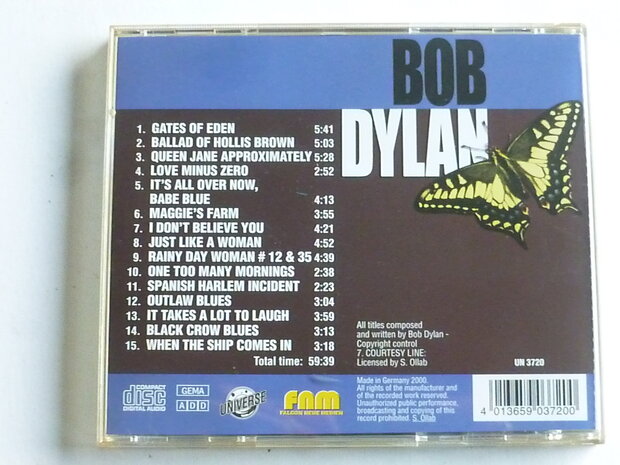 BOB
DYLAN
1. GATES OF EDEN 5:41
2. BALLAD OF HOLLIS BROWN 5:03
3. QUEEN JANE APPROXIMATELY 5:28
4. LOVE MINUS ZERO 2:52
5. IT'S ALL OVER NOW,
BABE BLUE 4:13
6. MAGGIE'S FARM 3:55
7. I DON'T BELIEVE YOU 4:21
8. JUST LIKE A WOMAN 4:52
9. RAINY DAY WOMAN # 12 & 35 4:39
10. ONE TOO MANY MORNINGS 2:38
11. SPANISH HARLEM INCIDENT 2:23
12. OUTLAW BLUES 3:04
13. IT TAKES A LOT TO LAUGH 3:59
14. BLACK CROW BLUES 3:13
15. WHEN THE SHIP COMES IN 3:18
Total time: 59:39
All titles composed
and written by Bob Dylan -
Copyright control
7. COURTESY LINE:
Licensed by S. Ollab
UN 3720
COMPACT
disc
DIGITAL AUDIO
GEMA
ADD
UNIVERSE
FNM
FALCON NEUE MEDIEN
Made in Germany 2000.
All rights of the manufacturer and
of the recorded work reserved.
Unauthorized public performance,
broadcasting and copying of this
record prohibited. S. Ollab
4 013659 037200